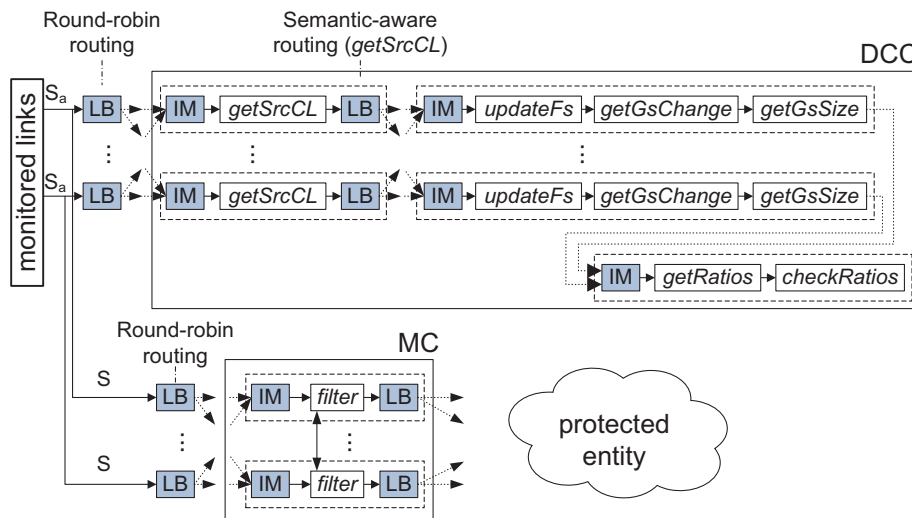 Round-robin routing
Semantic-aware routing (getSrcCL)
DCC
monitored links
Sa
LB
IM
getSrcCL
LB
IM
updateFs
getGsChange
getGsSize
Sa
LB
IM
getSrcCL
LB
IM
updateFs
getGsChange
getGsSize
IM
getRatios
checkRatios
Round-robin routing
MC
S
LB
IM
filter
LB
S
LB
IM
filter
LB
protected
entity